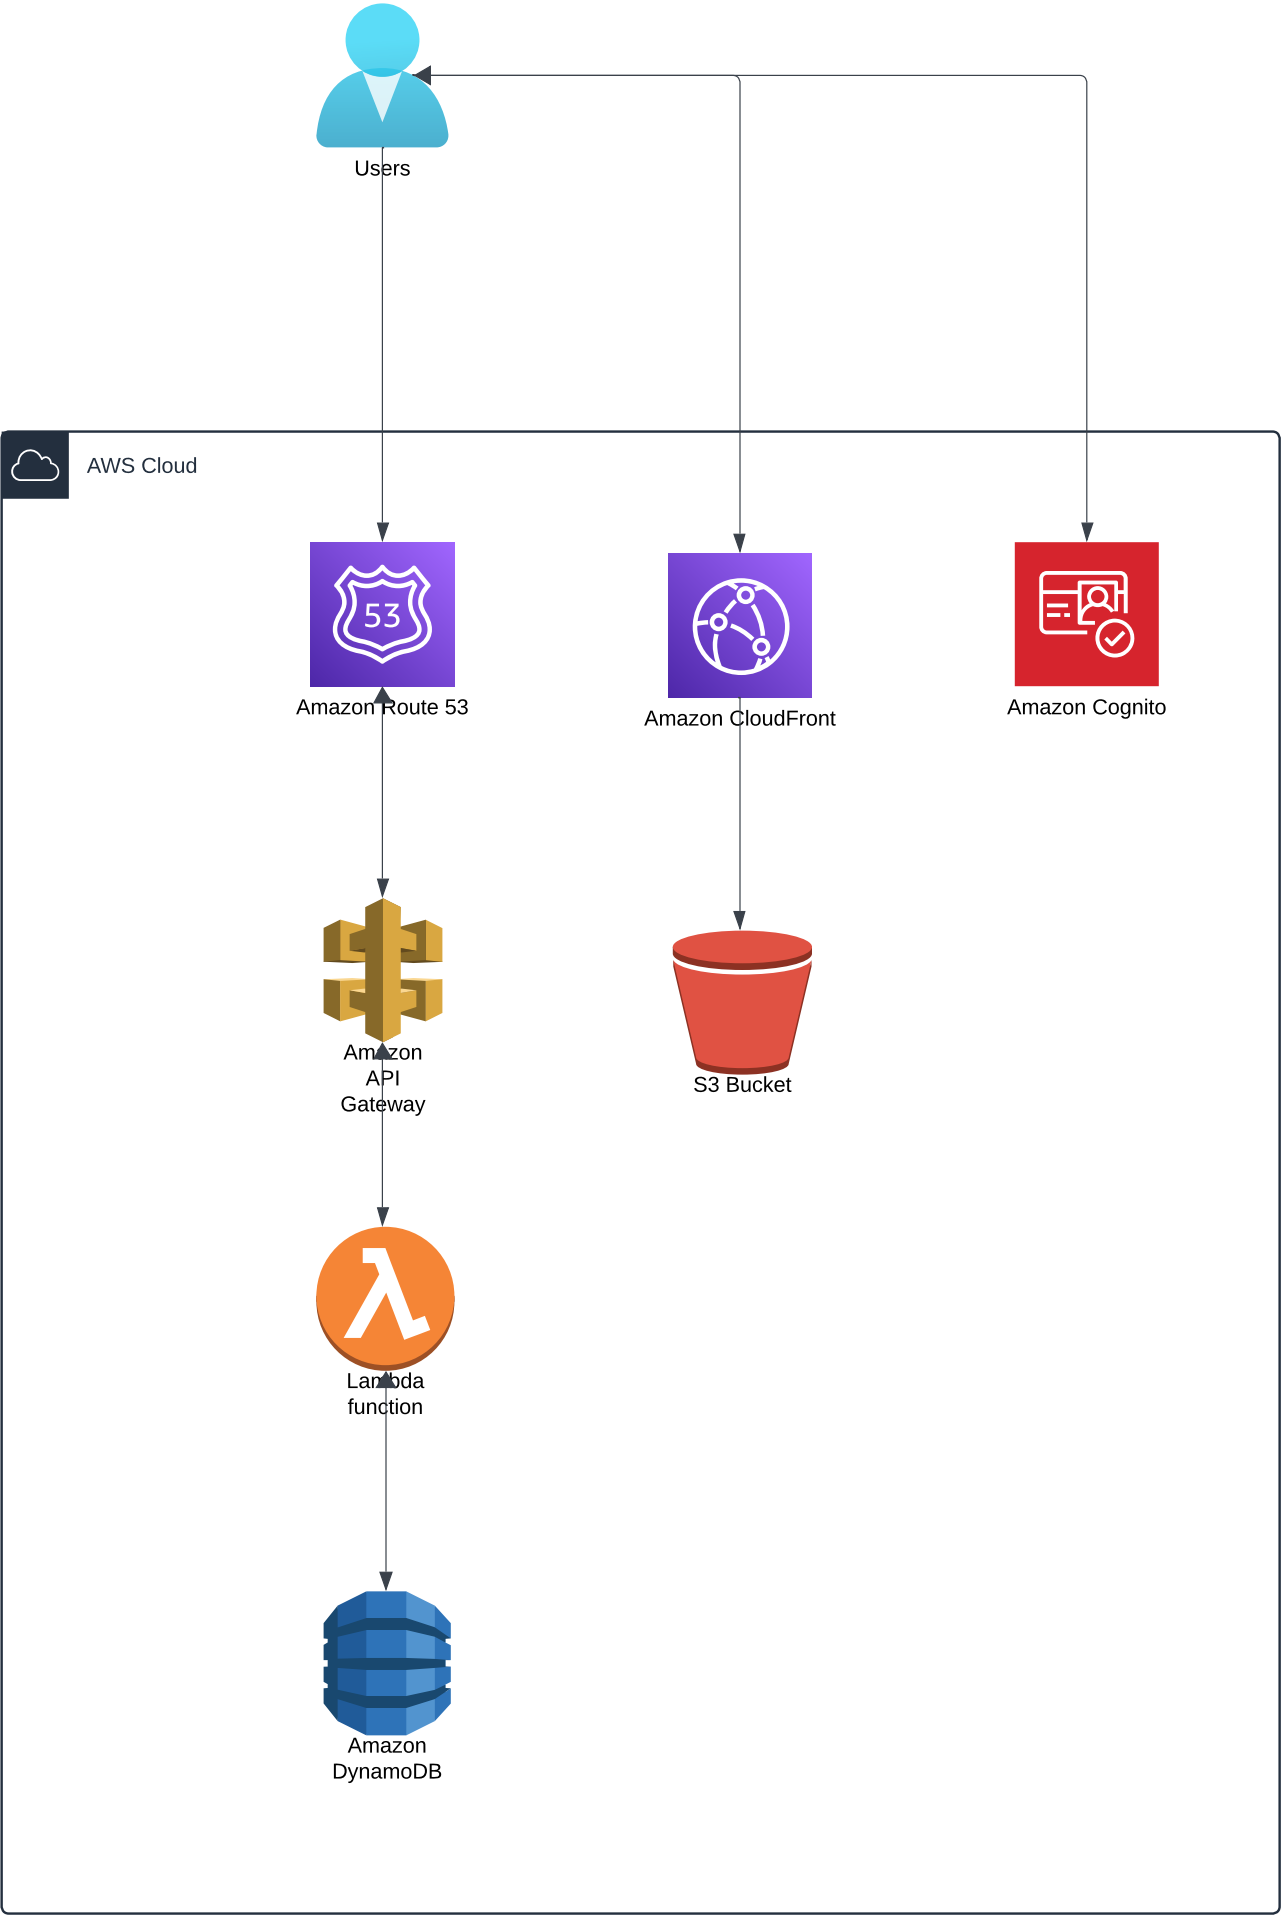 Users
AWS Cloud
53
Amazon Route 53
Amazon CloudFront
Amazon Cognito
Amazon
API
Gateway
S3 Bucket
Lambda
function
Amazon
DynamoDB